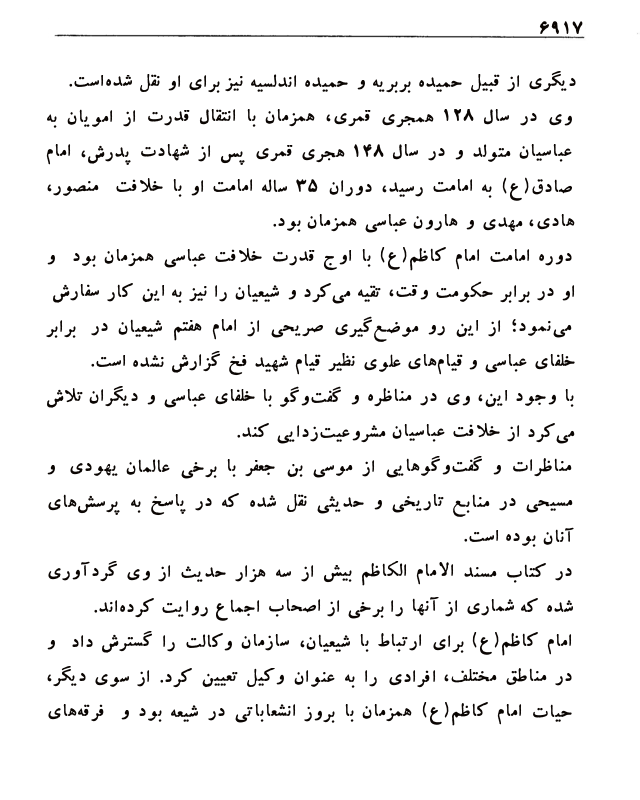 ۶۹۱۷
دیگری از قبیل حمیده بربریه و حمیده اندلسیه نیز برای او نقل شده‌است.
وی در سال ۱۲۸ همجری قمری، همزمان با انتقال قدرت از امویان به
عباسیان متولد و در سال ۱۴۸ هجری قمری پس از شهادت پدرش، امام
صادق(ع) به امامت رسید، دوران ۳۵ ساله امامت او با خلافت منصور،
هادی، مهدی و هارون عباسی همزمان بود.
دوره امامت امام کاظم(ع) با اوج قدرت خلافت عباسی همزمان بود و
او در برابر حکومت وقت، تقیه می‌کرد و شیعیان را نیز به این کار سفارش
می‌نمود؛ از این رو موضع‌گیری صریحی از امام هفتم شیعیان در برابر
خلفای عباسی و قیام‌های علوی نظیر قیام شهید فخ گزارش نشده است.
با وجود این، وی در مناظره و گفت‌وگو با خلفای عباسی و دیگران تلاش
می‌کرد از خلافت عباسیان مشروعیت‌زدایی کند.
مناظرات و گفت‌وگوهایی از موسی بن جعفر با برخی عالمان یهودی و
مسیحی در منابع تاریخی و حدیثی نقل شده که در پاسخ به پرسش‌های
آنان بوده است.
در کتاب مسند الامام الکاظم بیش از سه هزار حدیث از وی گردآوری
شده که شماری از آنها را برخی از اصحاب اجماع روایت کرده‌اند.
امام کاظم(ع) برای ارتباط با شیعیان، سازمان وکالت را گسترش داد و
در مناطق مختلف، افرادی را به عنوان وکیل تعیین کرد. از سوی دیگر،
حیات امام کاظم(ع) همزمان با بروز انشعاباتی در شیعه بود و فرقه‌های